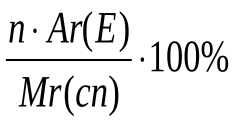 n · Ar(E)
Mr(cn) · 100%